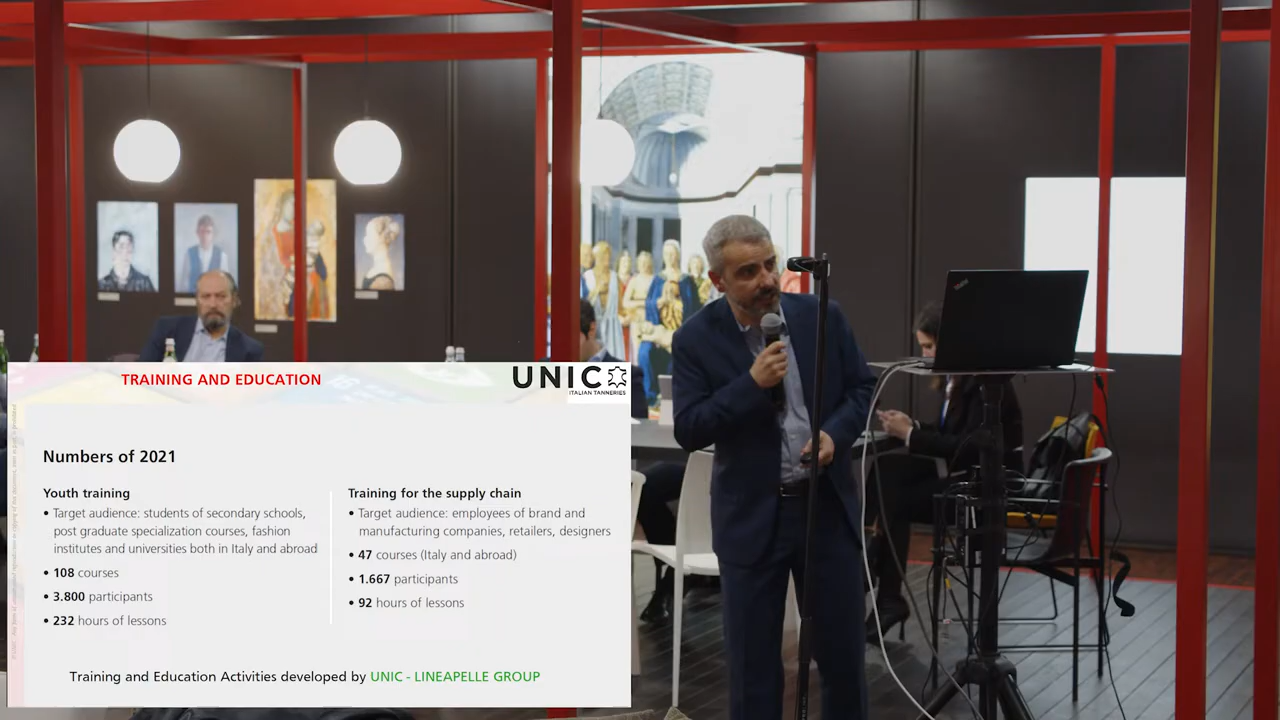 TRAINING AND EDUCATION
UNIC
ITALIAN TANNERIES
Numbers of 2021
Youth training
• Target audience: students of secondary schools,
post graduate specialization courses, fashion
institutes and universities both in Italy and abroad
• 108 courses
• 3.800 participants
• 232 hours of lessons
Training for the supply chain
• Target audience: employees of brand and
manufacturing companies, retailers, designers
• 47 courses (Italy and abroad)
• 1.667 participants
• 92 hours of lessons
Training and Education Activities developed by UNIC - LINEAPELLE GROUP